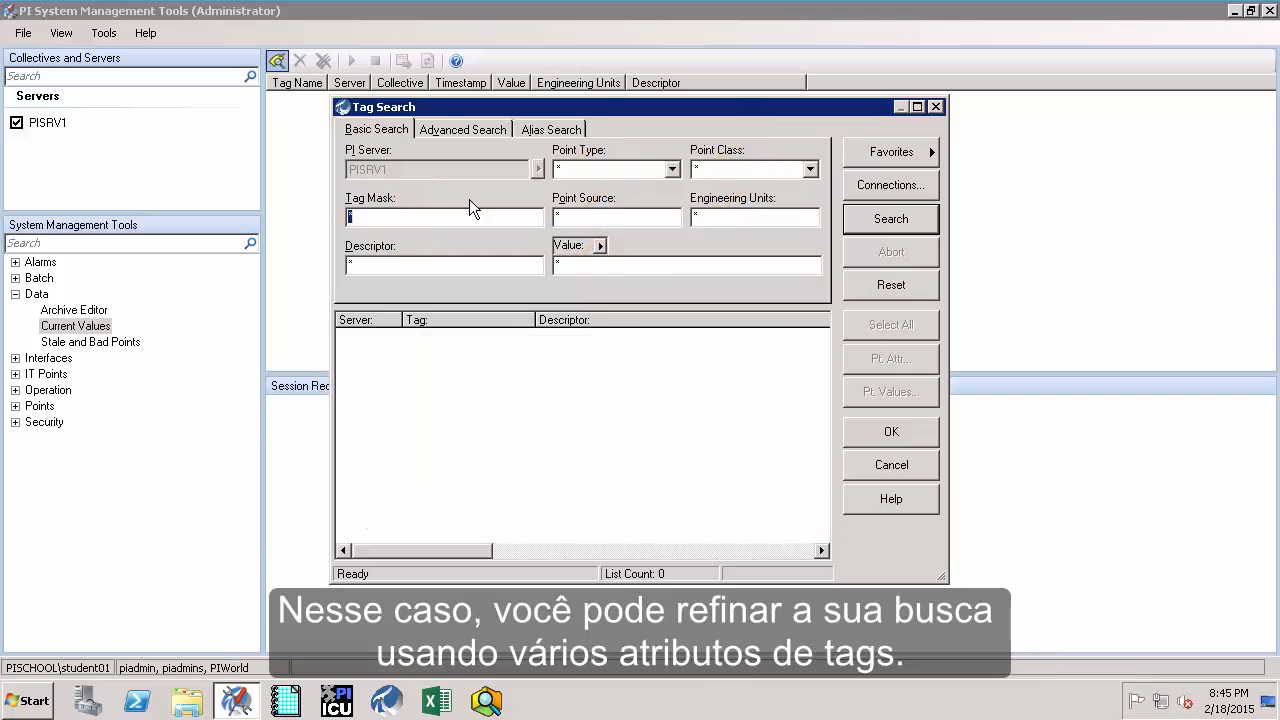 PI System Management Tools (Administrator)
File View Tools Help
Collectives and Servers
Search
Servers
PISRV1
System Management Tools
Search
Alarms
Batch
Data
Archive Editor
Current Values
Stale and Bad Points
Interfaces
IT Points
Operation
Points
Security
Tag Name Server Collective Timestamp Value Engineering Units Descriptor
Tag Search
Basic Search Advanced Search Alias Search
PI Server: Point Type: Point Class:
PISRV1 * *
Tag Mask: Point Source: Engineering Units:
* * *
Descriptor: Value:
* *
Server: Tag: Descriptor:
Favorites
Connections...
Search
Abort
Reset
Select All
Pt. Attr...
Pt. Values...
OK
Cancel
Help
Ready List Count: 0
Session Rec
Nesse caso, você pode refinar a sua busca
usando vários atributos de tags.
PISCHOOL\student01 piadmin, piadmins, PIWorld
Start
PI
ICU
8:45 PM
2/18/2015